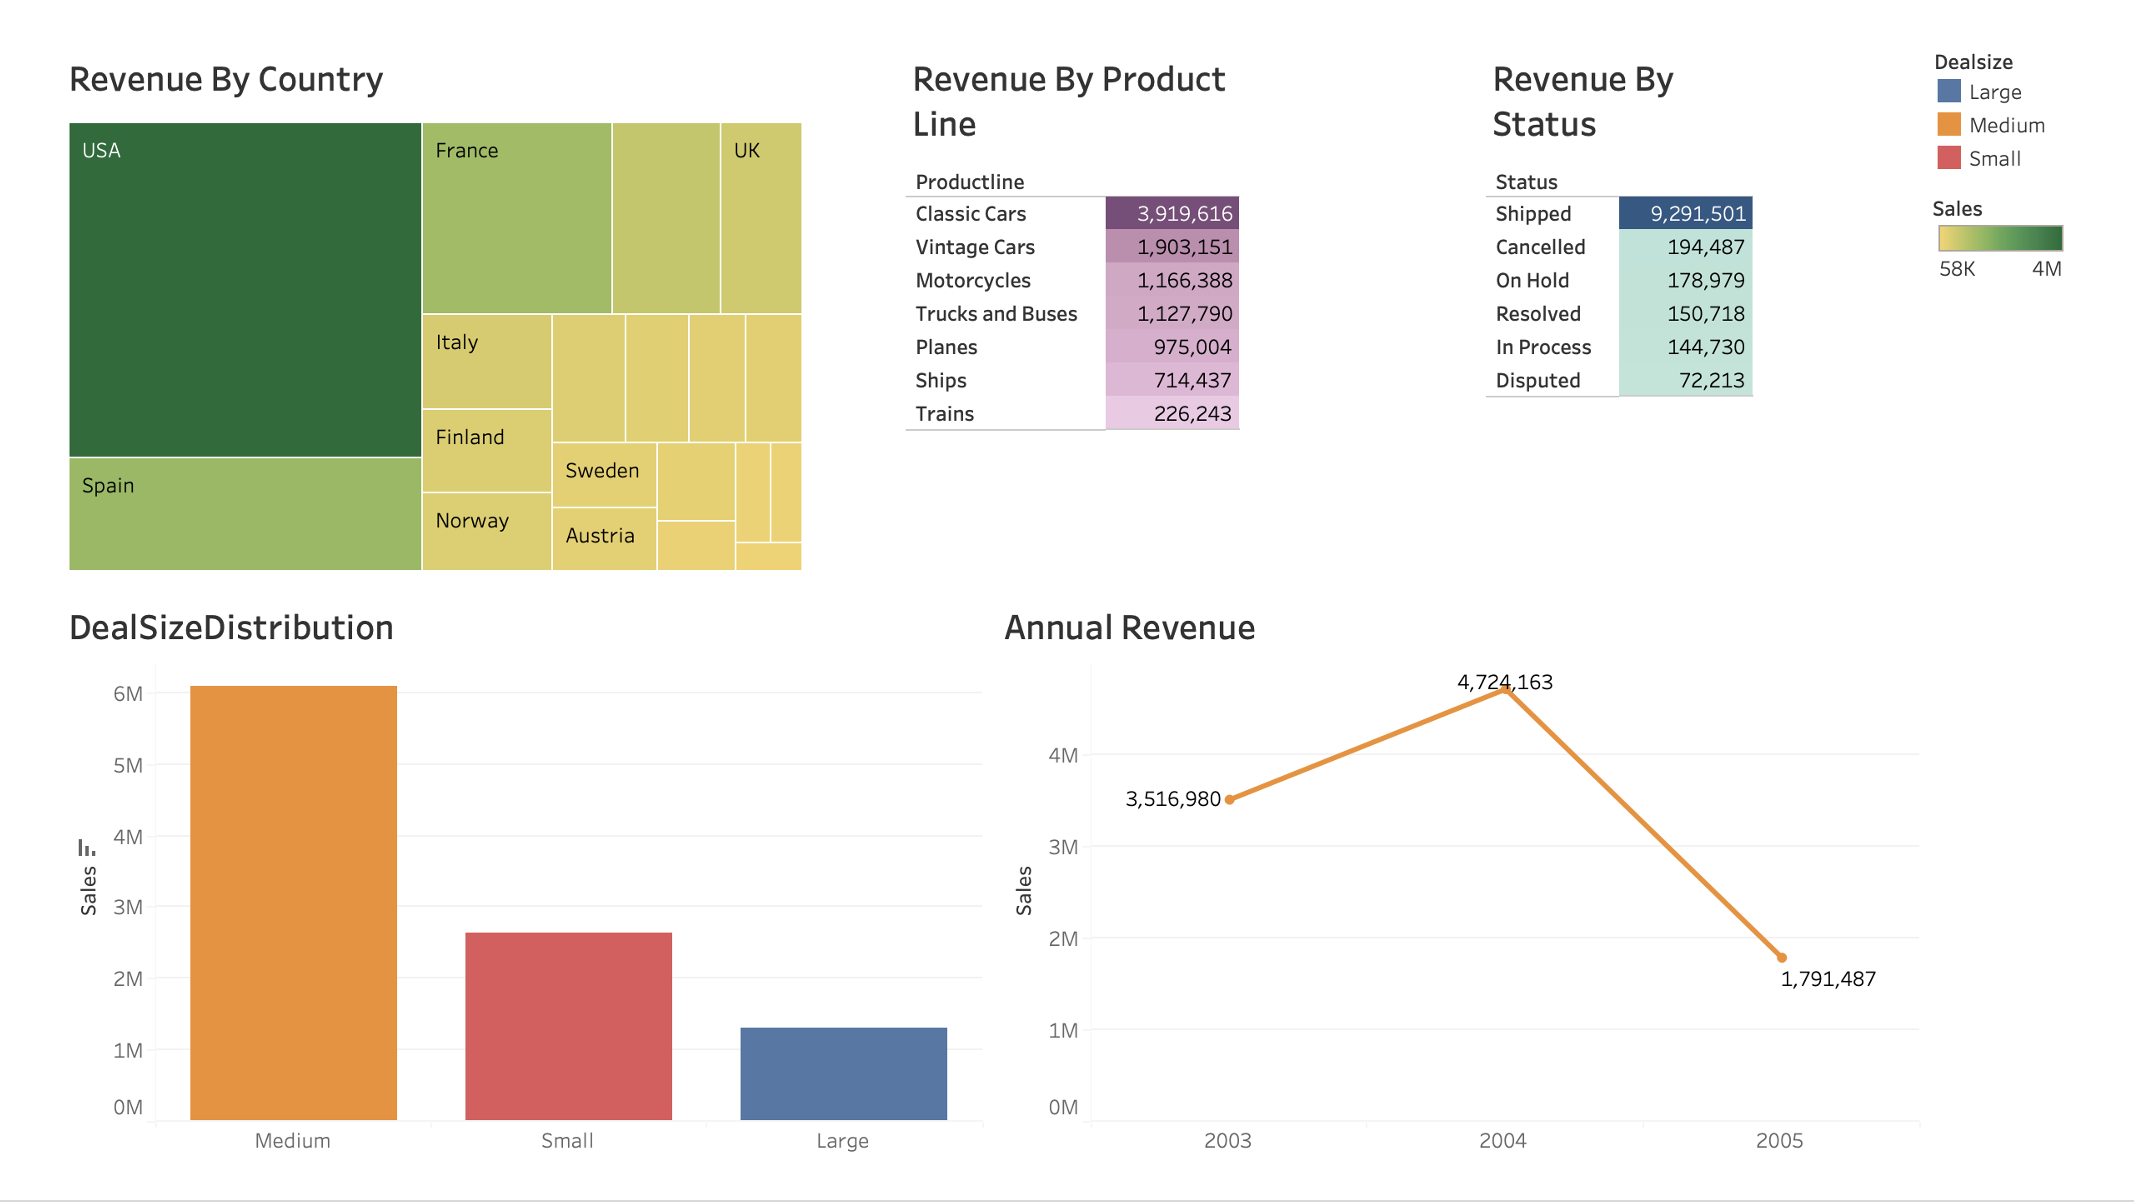 Revenue By Country
USA
France
UK
Italy
Finland
Norway
Spain
Sweden
Austria
Revenue By Product
Line
Productline
Classic Cars 3,919,616
Vintage Cars 1,903,151
Motorcycles 1,166,388
Trucks and Buses 1,127,790
Planes 975,004
Ships 714,437
Trains 226,243
Revenue By
Status
Status
Shipped 9,291,501
Cancelled 194,487
On Hold 178,979
Resolved 150,718
In Process 144,730
Disputed 72,213
Dealsize
Large
Medium
Small
Sales
58K 4M
DealSizeDistribution
Sales
6M
5M
4M
3M
2M
1M
0M
Medium Small Large
Annual Revenue
Sales
4M
3M
2M
1M
0M
3,516,980
4,724,163
1,791,487
2003 2004 2005